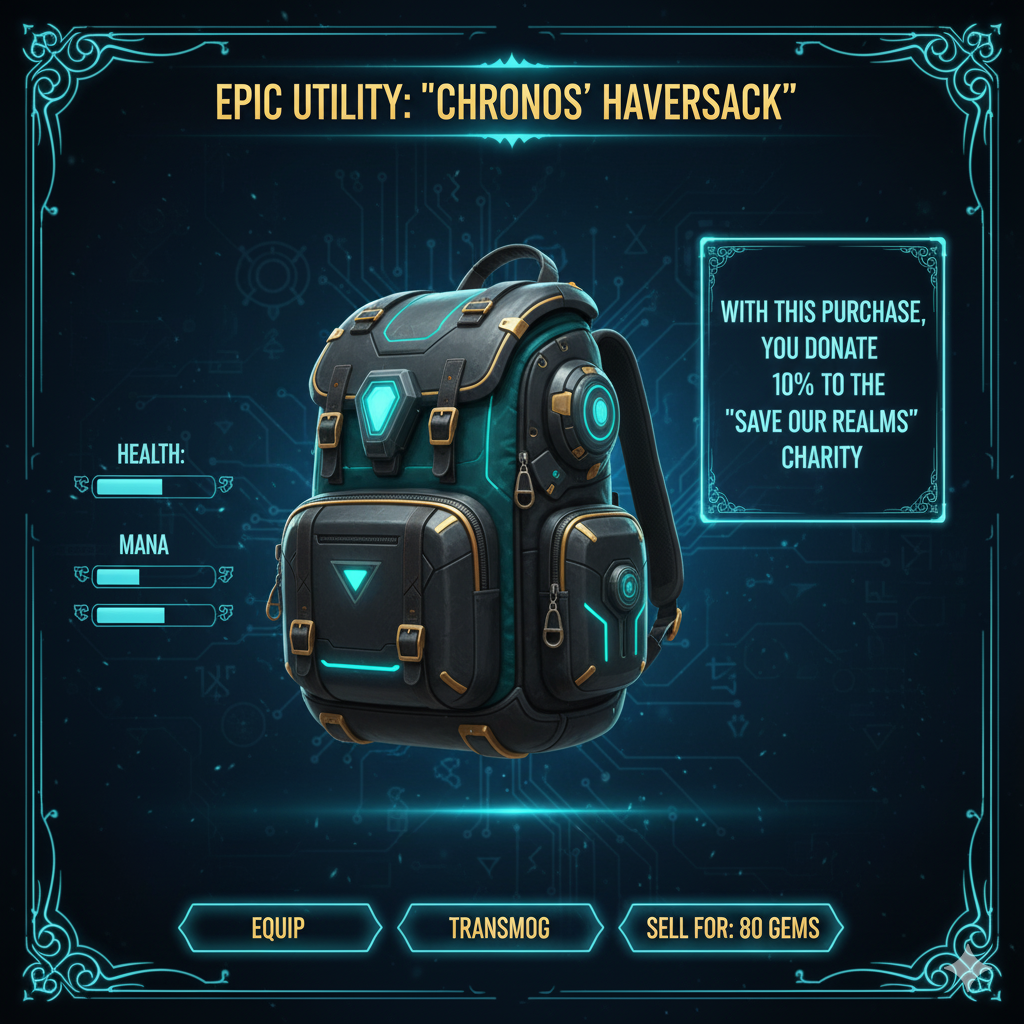 EPIC UTILITY: "CHRONOS’ HAVERSACK”
WITH THIS PURCHASE,
YOU DONATE
10% TO THE
"SAVE OUR REALMS”
CHARITY
HEALTH:
MANA
EQUIP
TRANSMOG
SELL FOR: 80 GEMS